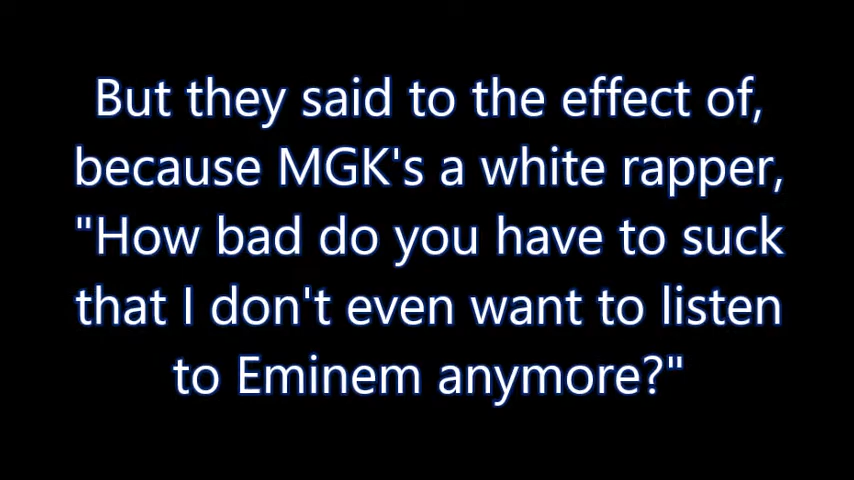 But they said to the effect of,
because MGK's a white rapper,
"How bad do you have to suck
that I don't even want to listen
to Eminem anymore?"